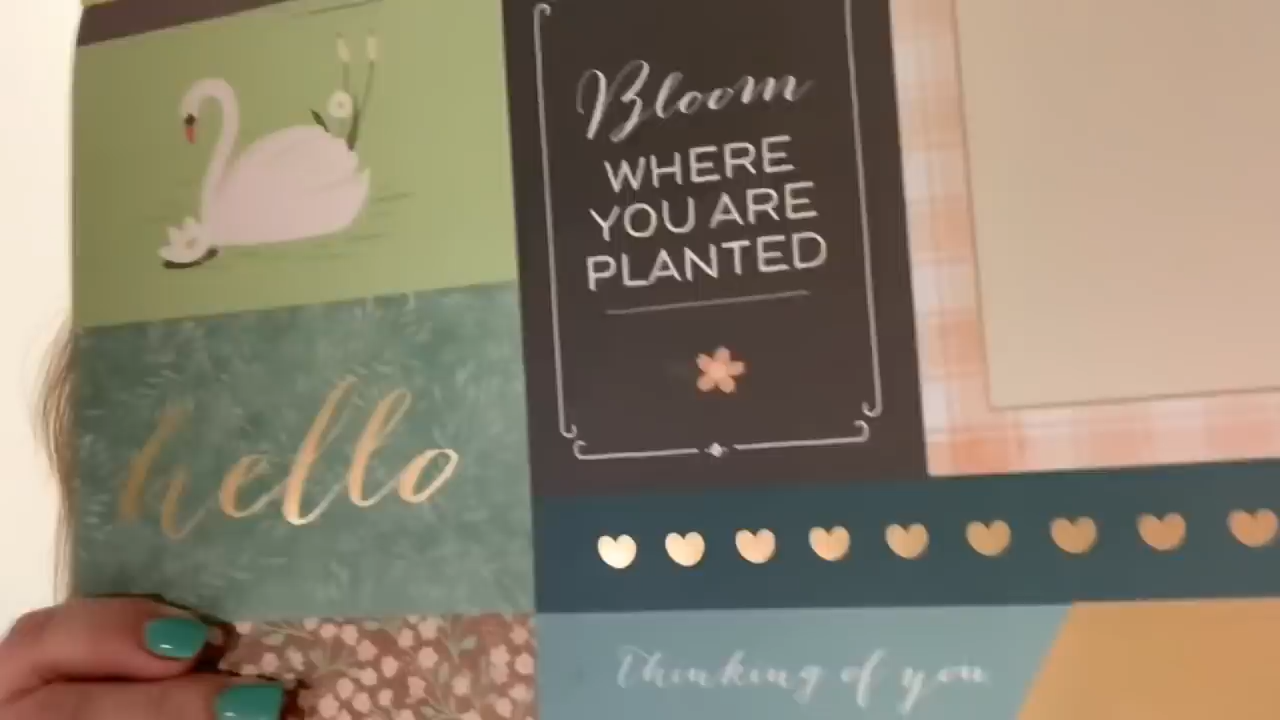 Bloom
WHERE
YOU ARE
PLANTED
hello
Thinking of you